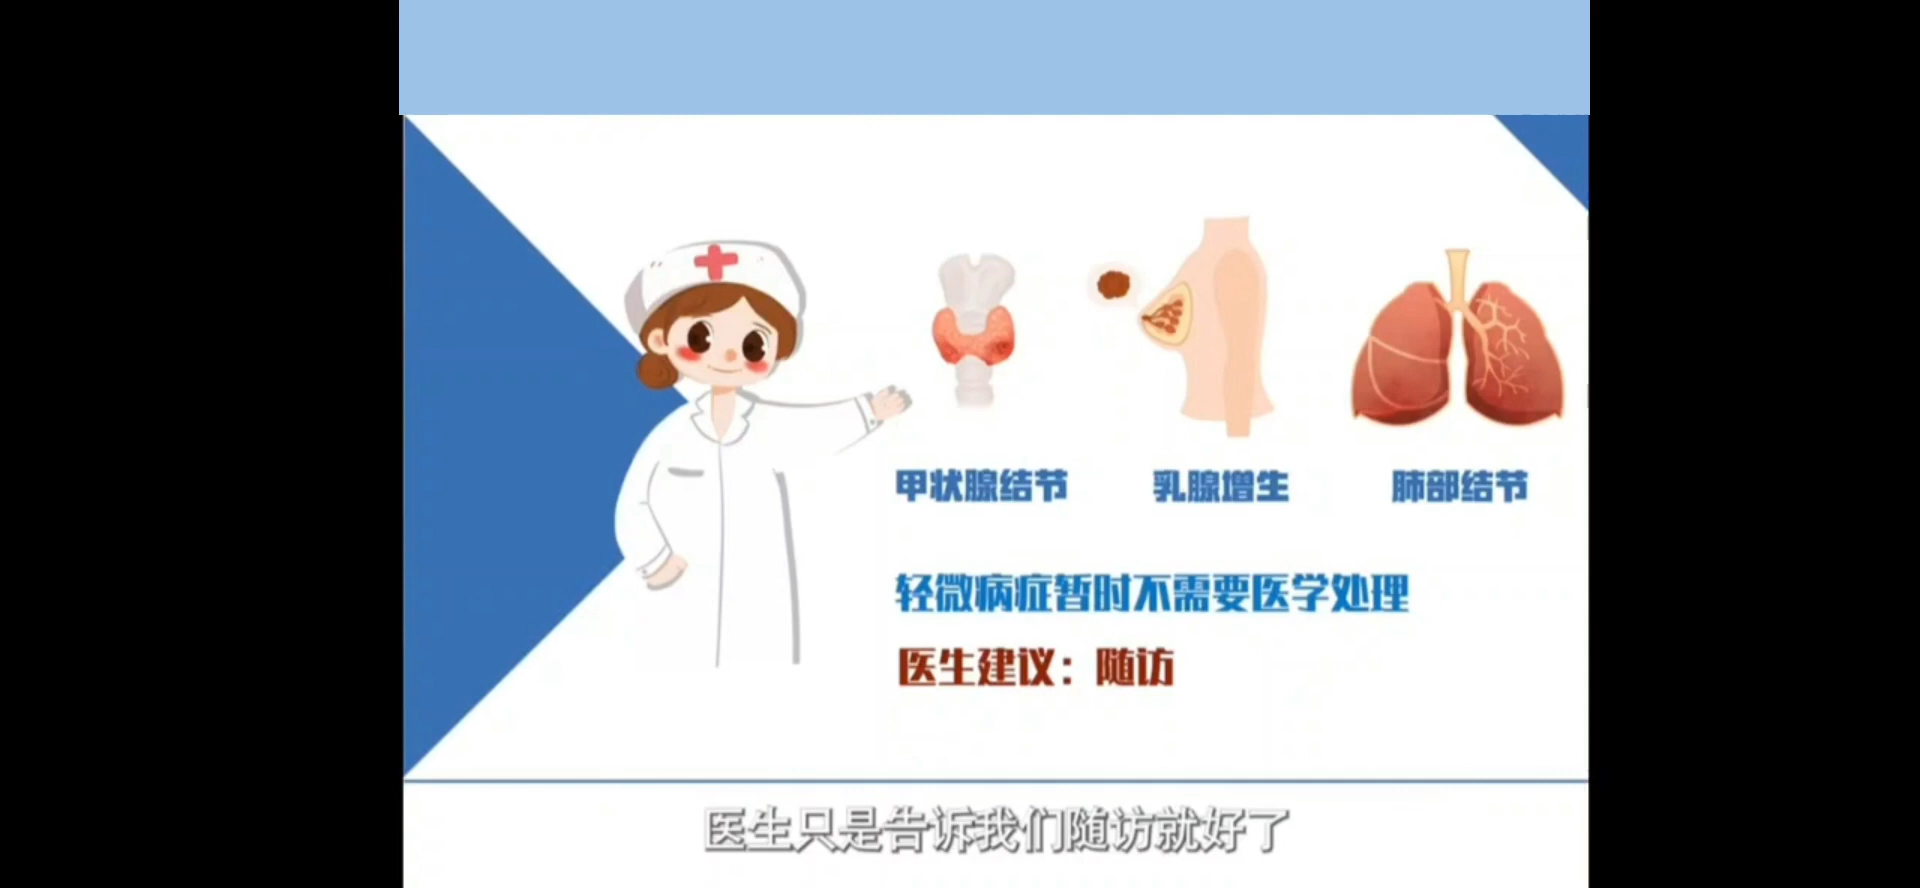 甲状腺结节
乳腺增生
肺部结节
轻微病症暂时不需要医学处理
医生建议：随访
医生只是告诉我们随访就好了